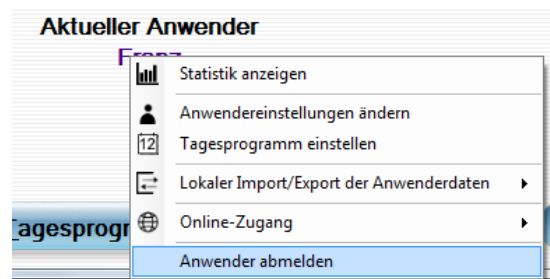 Aktueller Anwender
Franz
Statistik anzeigen
Anwendereinstellungen ändern
12 Tagesprogramm einstellen
Lokaler Import/Export der Anwenderdaten
Online-Zugang
Tagesprogr
Anwender abmelden